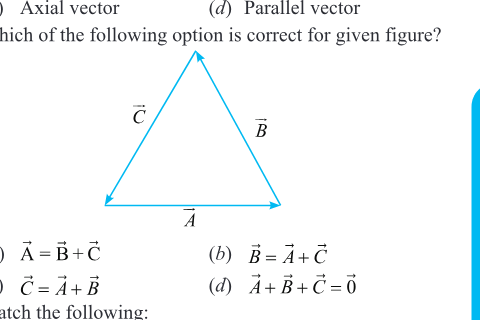 ) Axial vector (d) Parallel vector
hich of the following option is correct for given figure?
C⃗
B⃗
A⃗
) A⃗ = B⃗ + C⃗ (b) B⃗ = A⃗ + C⃗
) C⃗ = A⃗ + B⃗ (d) A⃗ + B⃗ + C⃗ = 0⃗
atch the following: